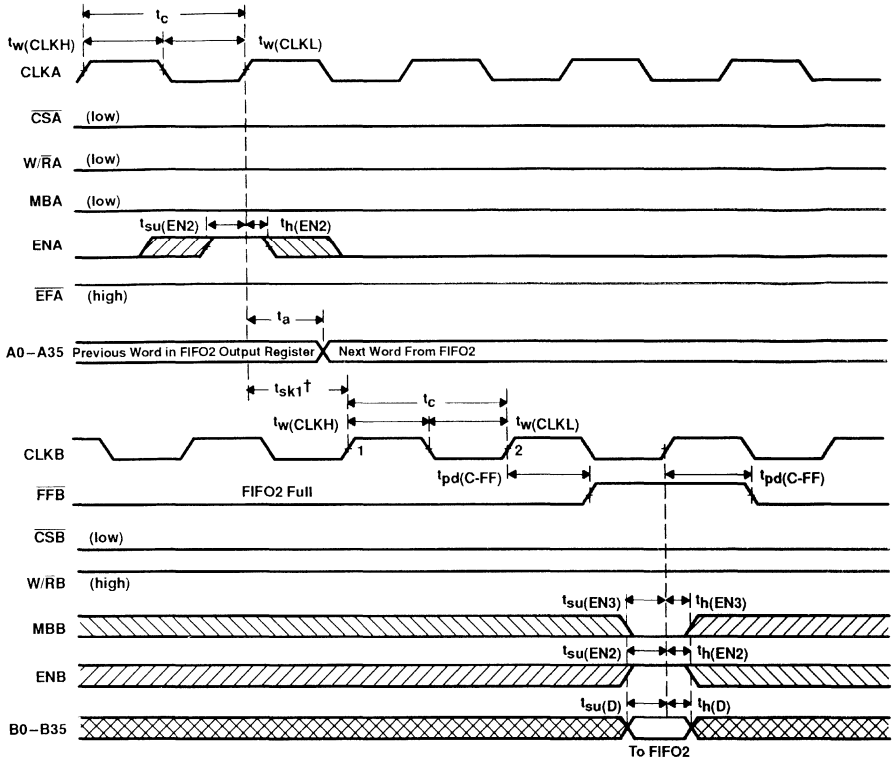 tc
tw(CLKH) tw(CLKL)
CLKA
CSA (low)
W/RA (low)
MBA (low)
tsu(EN2) th(EN2)
ENA
EFA (high)
ta
A0–A35 Previous Word in FIFO2 Output Register Next Word From FIFO2
tsk1†
tc
tw(CLKH) tw(CLKL)
CLKB 1 2
tpd(C-FF) tpd(C-FF)
FFB FIFO2 Full
CSB (low)
W/RB (high)
tsu(EN3) th(EN3)
MBB
tsu(EN2) th(EN2)
ENB
tsu(D) th(D)
B0–B35
To FIFO2